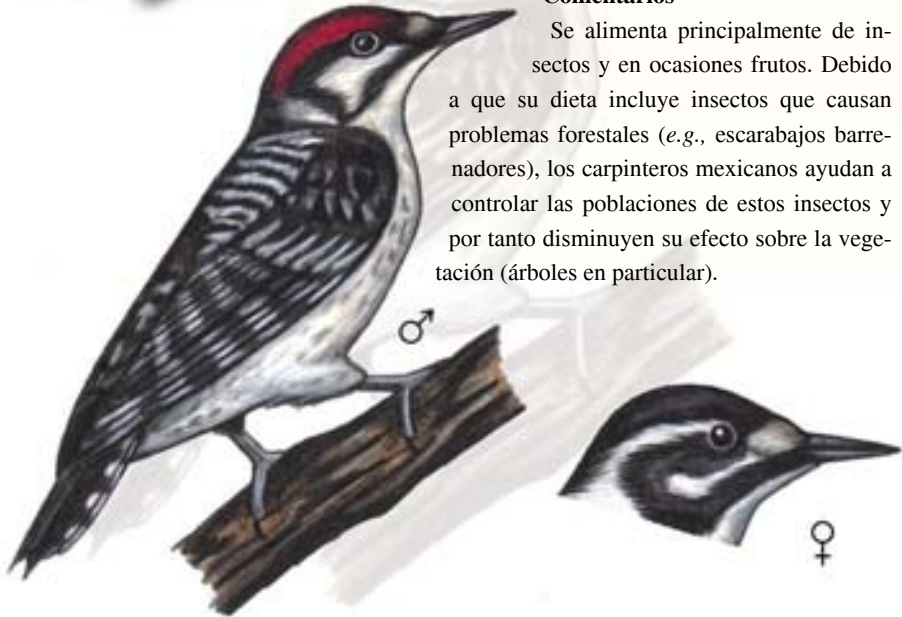 Comentarios
Se alimenta principalmente de in-
sectos y en ocasiones frutos. Debido
a que su dieta incluye insectos que causan
problemas forestales (e.g., escarabajos barre-
nadores), los carpinteros mexicanos ayudan a
controlar las poblaciones de estos insectos y
por tanto disminuyen su efecto sobre la vege-
tación (árboles en particular).
♂
♀